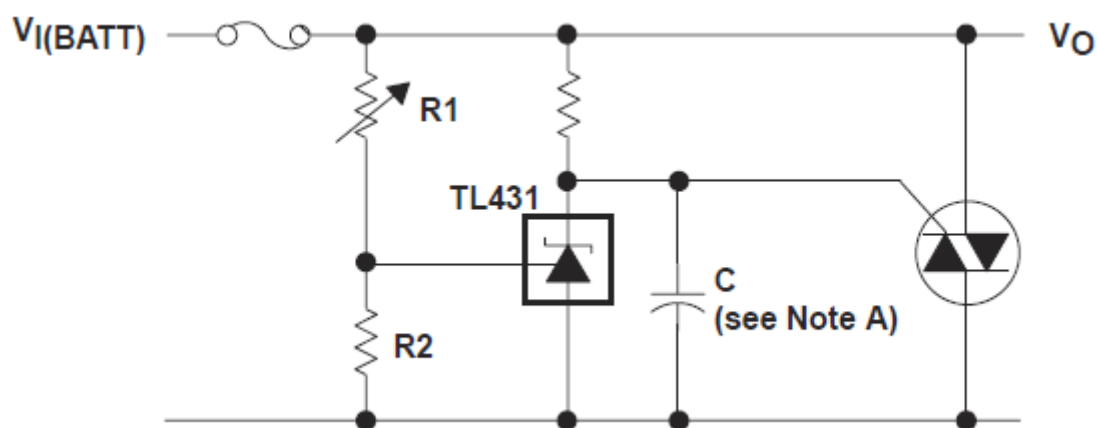 VI(BATT)
VO
R1
TL431
C
(see Note A)
R2